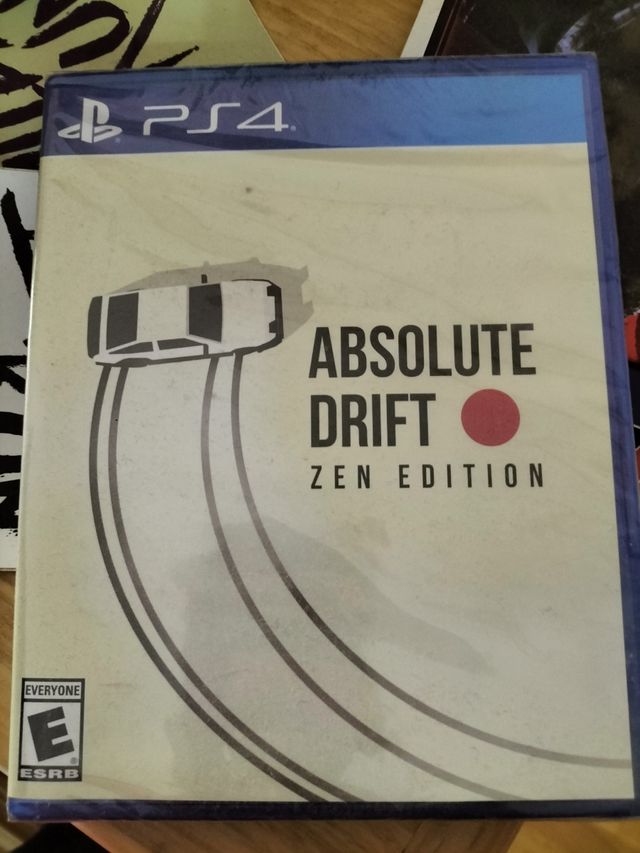 PS4
ABSOLUTE
DRIFT
ZEN EDITION
EVERYONE
E
ESRB